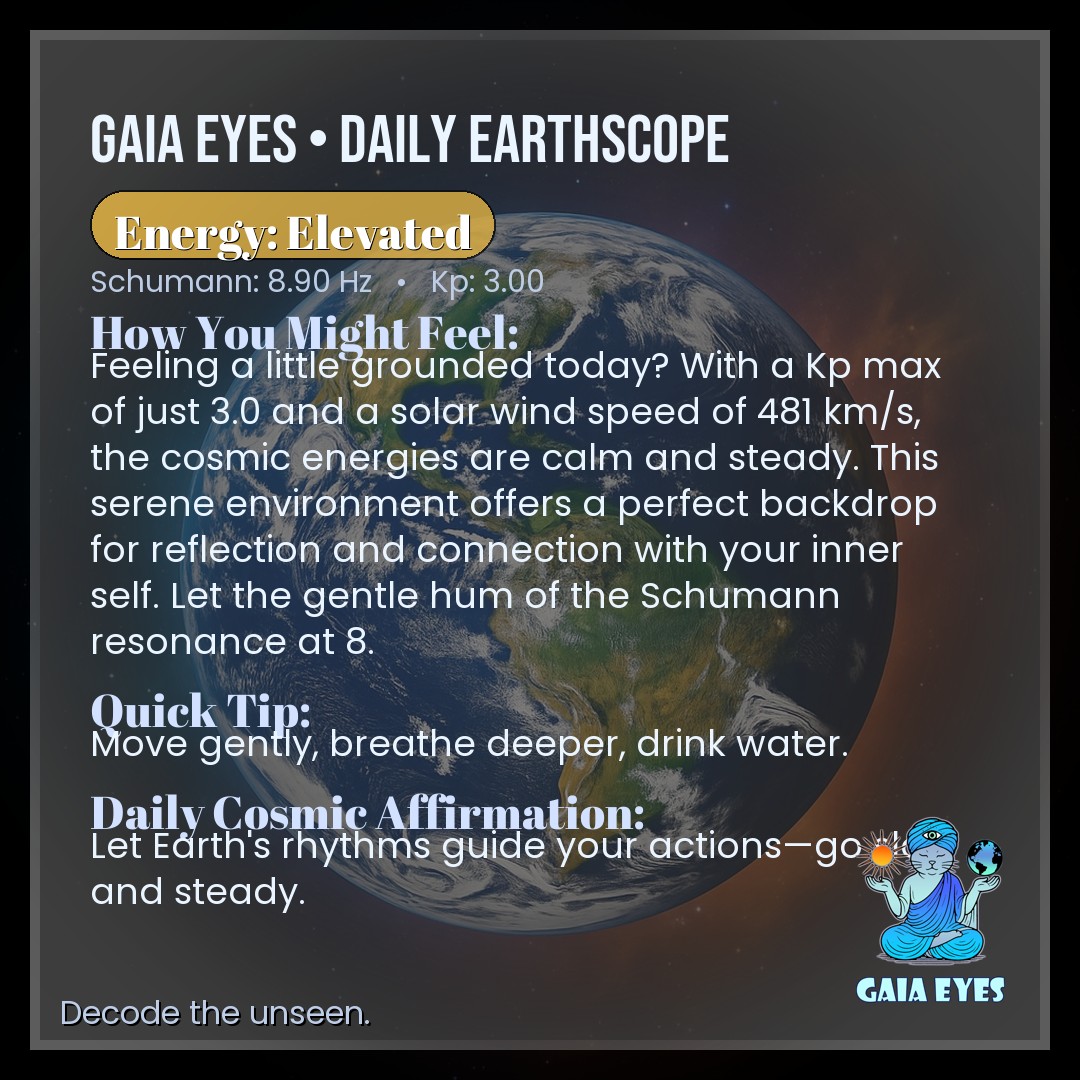 GAIA EYES • DAILY EARTHSCOPE
Energy: Elevated
Schumann: 8.90 Hz • Kp: 3.00
How You Might Feel:
Feeling a little grounded today? With a Kp max
of just 3.0 and a solar wind speed of 481 km/s,
the cosmic energies are calm and steady. This
serene environment offers a perfect backdrop
for reflection and connection with your inner
self. Let the gentle hum of the Schumann
resonance at 8.
Quick Tip:
Move gently, breathe deeper, drink water.
Daily Cosmic Affirmation:
Let Earth's rhythms guide your actions—go
and steady.
GAIA EYES
Decode the unseen.